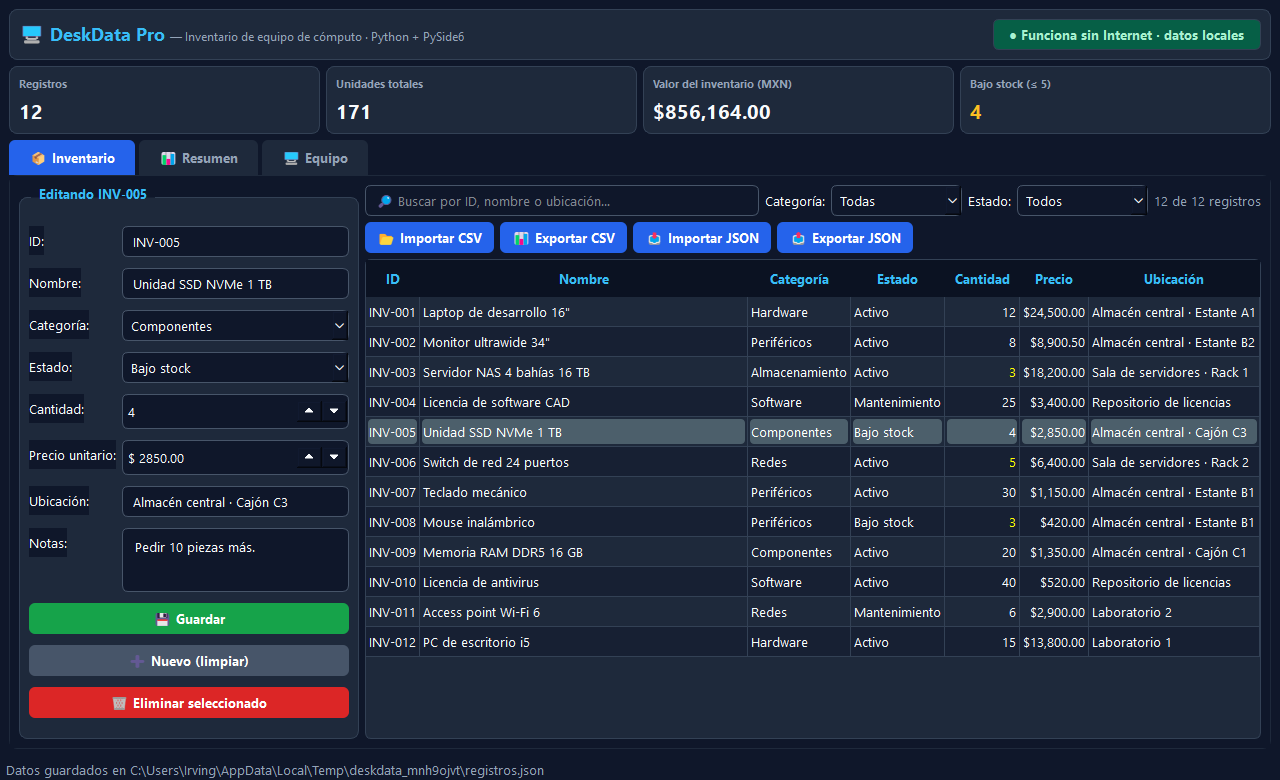 DeskData Pro — Inventario de equipo de cómputo · Python + PySide6
● Funciona sin Internet · datos locales
Registros
12
Unidades totales
171
Valor del inventario (MXN)
$856,164.00
Bajo stock (≤ 5)
4
Inventario
Resumen
Equipo
Editando INV-005
ID: INV-005
Nombre: Unidad SSD NVMe 1 TB
Categoría: Componentes
Estado: Bajo stock
Cantidad: 4
Precio unitario: $ 2850.00
Ubicación: Almacén central · Cajón C3
Notas: Pedir 10 piezas más.
Guardar
Nuevo (limpiar)
Eliminar seleccionado
Buscar por ID, nombre o ubicación... Categoría: Todas Estado: Todos 12 de 12 registros
Importar CSV Exportar CSV Importar JSON Exportar JSON
ID Nombre Categoría Estado Cantidad Precio Ubicación
INV-001 Laptop de desarrollo 16" Hardware Activo 12 $24,500.00 Almacén central · Estante A1
INV-002 Monitor ultrawide 34" Periféricos Activo 8 $8,900.50 Almacén central · Estante B2
INV-003 Servidor NAS 4 bahías 16 TB Almacenamiento Activo 3 $18,200.00 Sala de servidores · Rack 1
INV-004 Licencia de software CAD Software Mantenimiento 25 $3,400.00 Repositorio de licencias
INV-005 Unidad SSD NVMe 1 TB Componentes Bajo stock 4 $2,850.00 Almacén central · Cajón C3
INV-006 Switch de red 24 puertos Redes Activo 5 $6,400.00 Sala de servidores · Rack 2
INV-007 Teclado mecánico Periféricos Activo 30 $1,150.00 Almacén central · Estante B1
INV-008 Mouse inalámbrico Periféricos Bajo stock 3 $420.00 Almacén central · Estante B1
INV-009 Memoria RAM DDR5 16 GB Componentes Activo 20 $1,350.00 Almacén central · Cajón C1
INV-010 Licencia de antivirus Software Activo 40 $520.00 Repositorio de licencias
INV-011 Access point Wi-Fi 6 Redes Mantenimiento 6 $2,900.00 Laboratorio 2
INV-012 PC de escritorio i5 Hardware Activo 15 $13,800.00 Laboratorio 1
Datos guardados en C:\Users\Irving\AppData\Local\Temp\deskdata_mnh9ojvt\registros.json